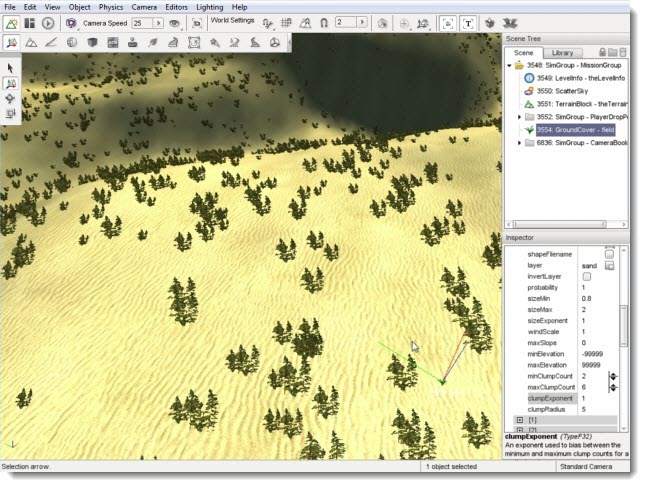 File Edit View Object Physics Camera Editors Lighting Help
Camera Speed 25 World Settings 2
Scene Tree
Scene Library
3548: SimGroup - MissionGroup
3549: LevelInfo - theLevelInfo
3550: ScatterSky
3551: TerrainBlock - theTerrain
3552: SimGroup - PlayerDropPo
3554: GroundCover - field
6836: SimGroup - CameraBook
Inspector
shapeFilename
layer sand
invertLayer
probability 1
sizeMin 0.8
sizeMax 2
sizeExponent 1
windScale 1
maxSlope 0
minElevation -99999
maxElevation 99999
minClumpCount 2
maxClumpCount 6
clumpExponent 1
clumpRadius 5
[1]
[2]
clumpExponent (TypeF32)
An exponent used to bias between the
minimum and maximum clump counts for a
Selection arrow. 1 object selected Standard Camera